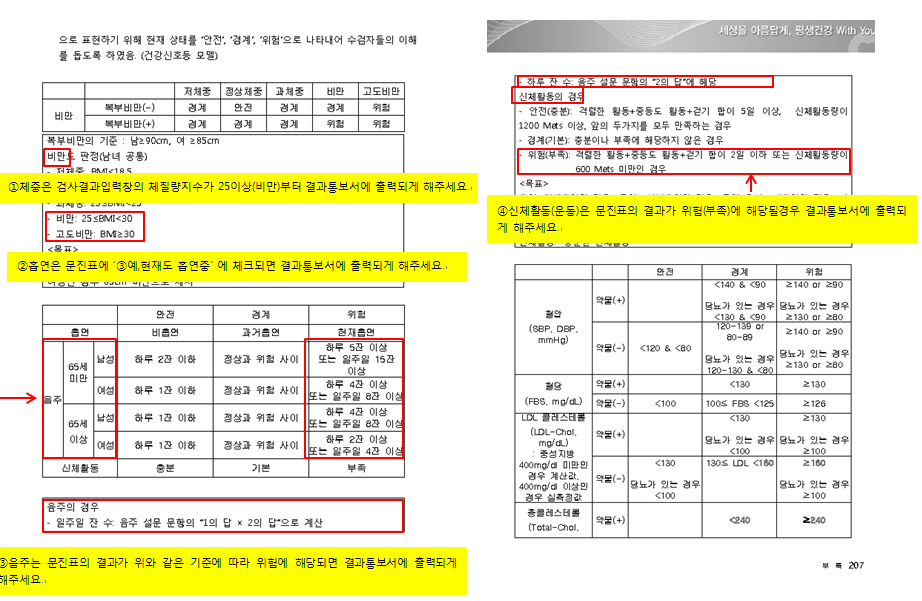 으로 표현하기 위해 현재 상태를 '안전', '경계', '위험'으로 나타내어 수검자들의 이해
를 돕도록 하였음. (건강신호등 모델)
저체중 정상체중 과체중 비만 고도비만
비만 복부비만(-) 경계 안전 경계 경계 위험
복부비만(+) 경계 경계 경계 위험 위험
복부비만의 기준 : 남≥90cm, 여 ≥85cm
비만도 판정(남녀 공통)
- 저체중: BMI<18.5
①체중은 검사결과입력창의 체질량지수가 25이상(비만)부터 결과통보서에 출력되게 해주세요.
- 과체중: 23≤BMI<25
- 비만: 25≤BMI<30
- 고도비만: BMI≥30
<목표>
②흡연은 문진표에 '③예,현재도 흡연중' 에 체크되면 결과통보서에 출력되게 해주세요.
안전 경계 위험
흡연 비흡연 과거흡연 현재흡연
음주 65세 미만 남성 하루 2잔 이하 정상과 위험 사이 하루 5잔 이상 또는 일주일 15잔 이상
여성 하루 1잔 이하 정상과 위험 사이 하루 4잔 이상 또는 일주일 8잔 이상
65세 이상 남성 하루 1잔 이하 정상과 위험 사이 하루 4잔 이상 또는 일주일 8잔 이상
여성 하루 1잔 이하 정상과 위험 사이 하루 2잔 이상 또는 일주일 4잔 이상
신체활동 충분 기본 부족
음주의 경우
- 일주일 잔 수: 음주 설문 문항의 "1의 답 × 2의 답"으로 계산
③음주는 문진표의 결과가 위와 같은 기준에 따라 위험에 해당되면 결과통보서에 출력되게
해주세요.
세상을 아름답게, 평생건강 With You
- 하루 잔 수: 음주 설문 문항의 "2의 답"에 해당
신체활동의 경우
- 안전(충분): 격렬한 활동+중등도 활동+걷기 합이 5일 이상, 신체활동량이
1200 Mets 이상, 앞의 두가지를 모두 만족하는 경우
- 경계(기본): 충분이나 부족에 해당하지 않은 경우
- 위험(부족): 격렬한 활동+중등도 활동+걷기 합이 2일 이하 또는 신체활동량이
600 Mets 미만인 경우
<목표>
④신체활동(운동)은 문진표의 결과가 위험(부족)에 해당될경우 결과통보서에 출력되
게 해주세요.
안전 경계 위험
혈압 (SBP, DBP, mmHg) 약물(+) <140 & <90 당뇨가 있는 경우 <130 & <90 ≥140 or ≥90 당뇨가 있는 경우 ≥130 or ≥80
약물(-) <120 & <80 120-139 or 80-89 당뇨가 있는 경우 120-130 & <80 ≥140 or ≥90 당뇨가 있는 경우 ≥130 or ≥80
혈당 (FBS, mg/dL) 약물(+) <130 ≥130
약물(-) <100 100≤ FBS <125 ≥126
LDL 콜레스테롤 (LDL-Chol, mg/dL) : 중성지방 400mg/dl 미만인 경우 계산값, 400mg/dl 이상인 경우 실측정값 약물(+) <130 당뇨가 있는 경우 <100 ≥130 당뇨가 있는 경우 ≥100
약물(-) <130 당뇨가 있는 경우 <100 130≤ LDL <160 ≥160 당뇨가 있는 경우 ≥100
총콜레스테롤 (Total-Chol, 약물(+) <240 ≥240
부 록 207